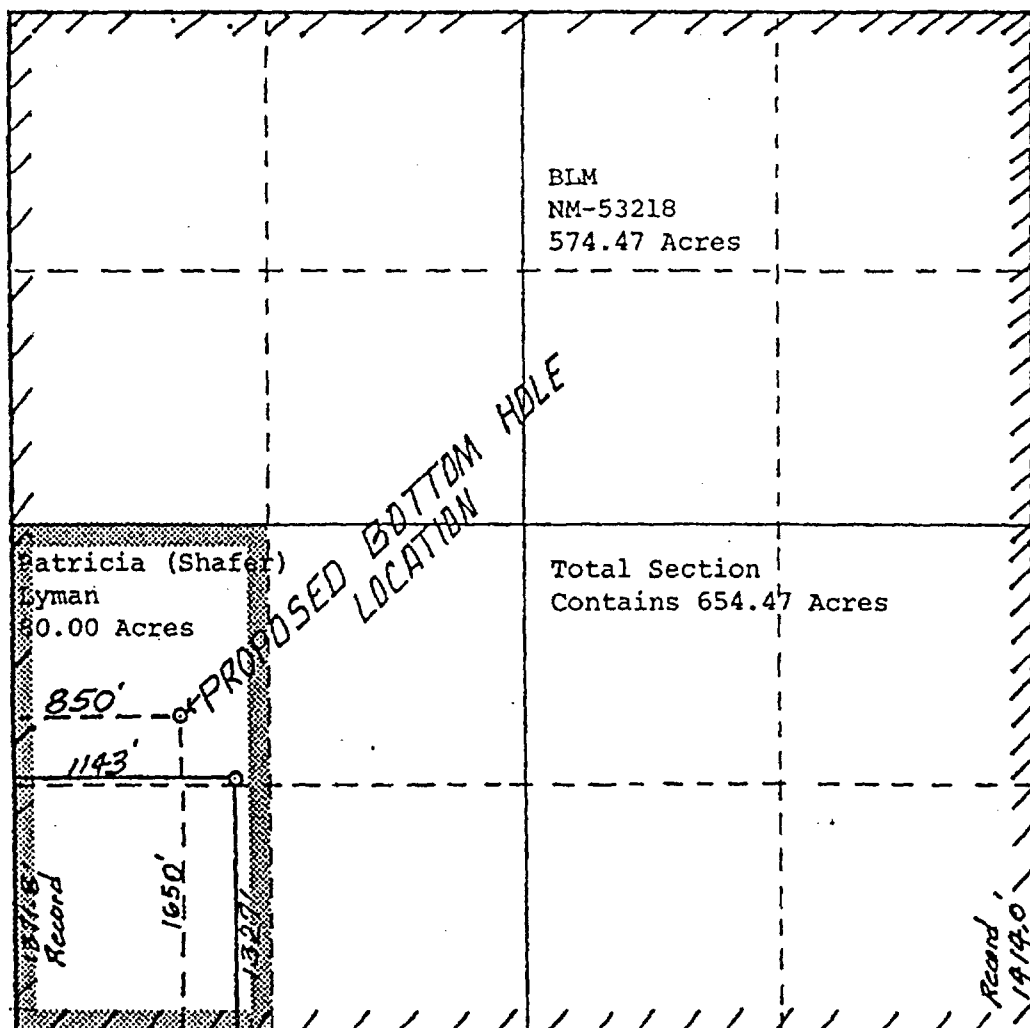 BLM
NM-53218
574.47 Acres
PROPOSED BOTTOM HOLE
LOCATION
Patricia (Shafer)
Lyman
80.00 Acres
Total Section
Contains 654.47 Acres
850'
1143'
1650'
1327'
Record
Record
1914.0'